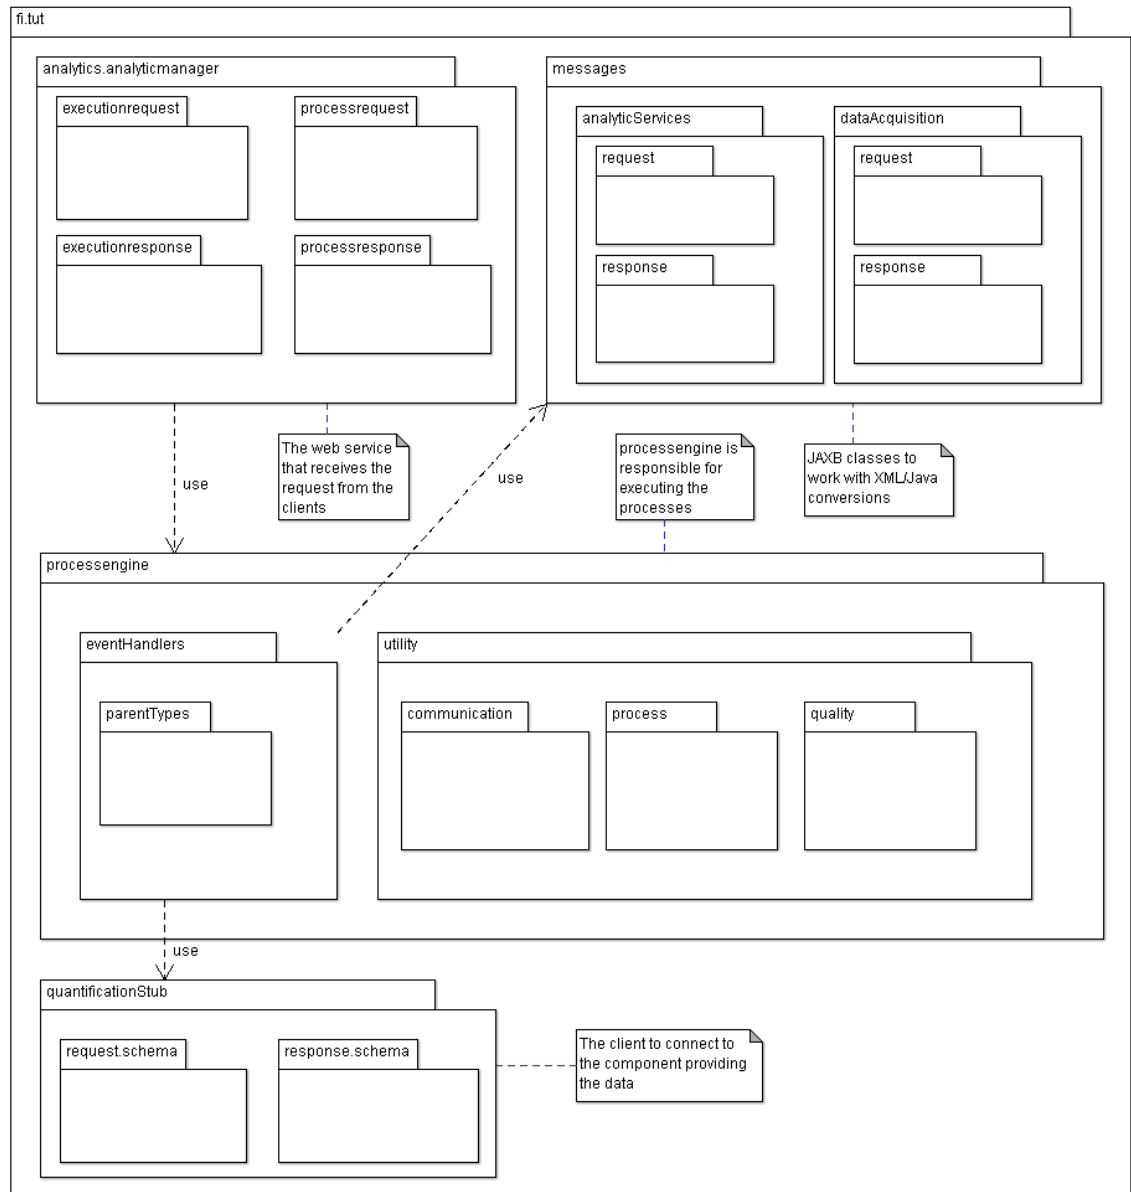 fi.tut
analytics.analyticmanager
executionrequest
processrequest
executionresponse
processresponse
messages
analyticServices
request
response
dataAcquisition
request
response
use
The web service
that receives the
request from the
clients
use
processengine is
responsible for
executing the
processes
JAXB classes to
work with XML/Java
conversions
processengine
eventHandlers
parentTypes
utility
communication
process
quality
use
quantificationStub
request.schema
response.schema
The client to connect to
the component providing
the data